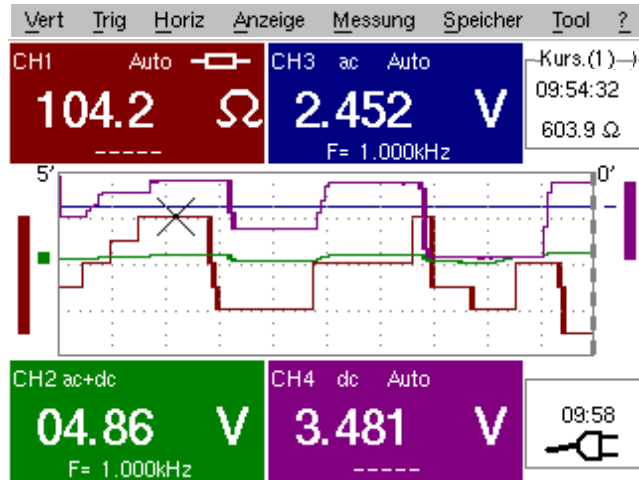 Vert Trig Horiz Anzeige Messung Speicher Tool ?
CH1 Auto
104.2 Ω
-----
CH3 ac Auto
2.452 V
F= 1.000kHz
Kurs.(1)
09:54:32
603.9 Ω
5' 0'
CH2 ac+dc
04.86 V
F= 1.000kHz
CH4 dc Auto
3.481 V
-----
09:58